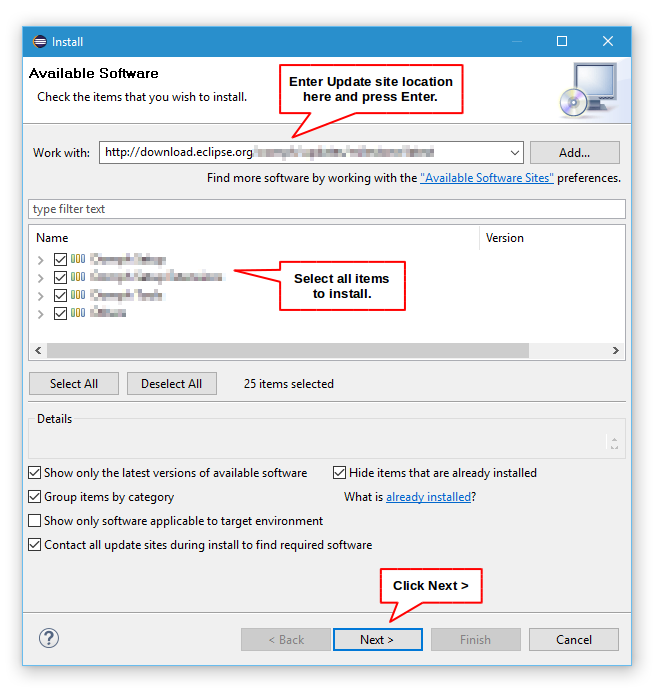 Install
Available Software
Check the items that you wish to install.
Enter Update site location
here and press Enter.
Work with:
http://download.eclipse.org/
Add...
Find more software by working with the "Available Software Sites" preferences.
type filter text
Name
Version
Select all items
to install.
Select All
Deselect All
25 items selected
Details
Show only the latest versions of available software
Hide items that are already installed
Group items by category
What is already installed?
Show only software applicable to target environment
Contact all update sites during install to find required software
Click Next >
?
< Back
Next >
Finish
Cancel